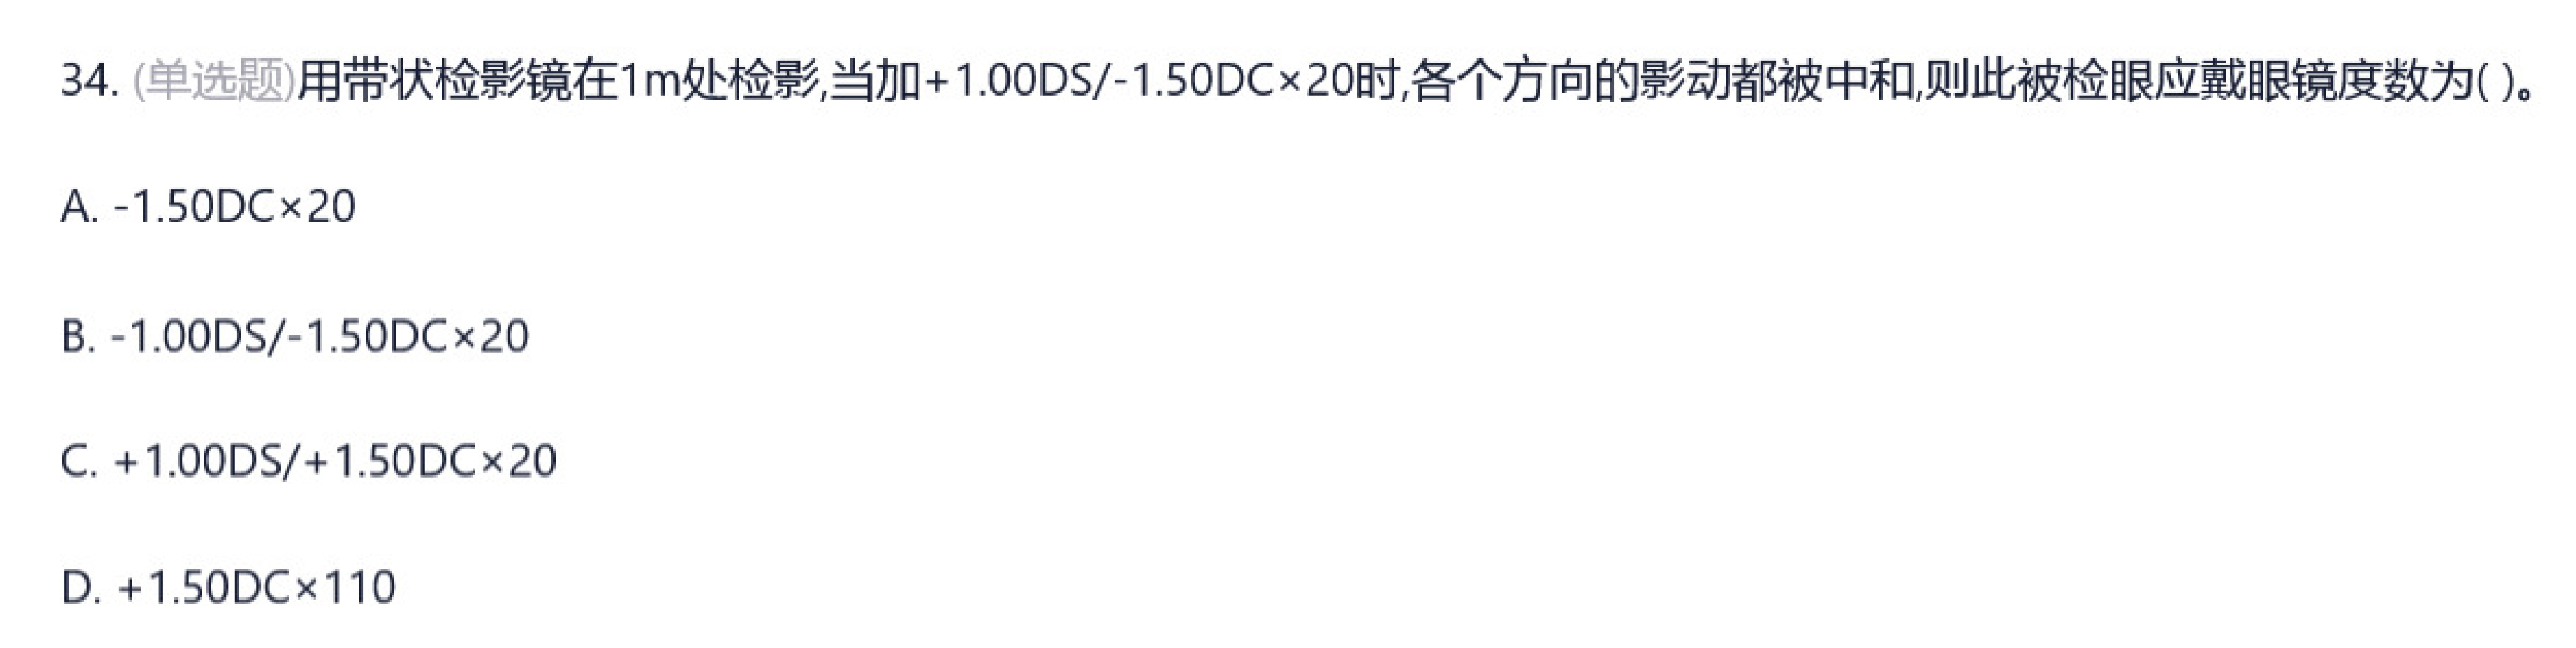 34. (单选题)用带状检影镜在1m处检影,当加+1.00DS/-1.50DC×20时,各个方向的影动都被中和,则此被检眼应戴眼镜度数为( )。
A. -1.50DC×20
B. -1.00DS/-1.50DC×20
C. +1.00DS/+1.50DC×20
D. +1.50DC×110